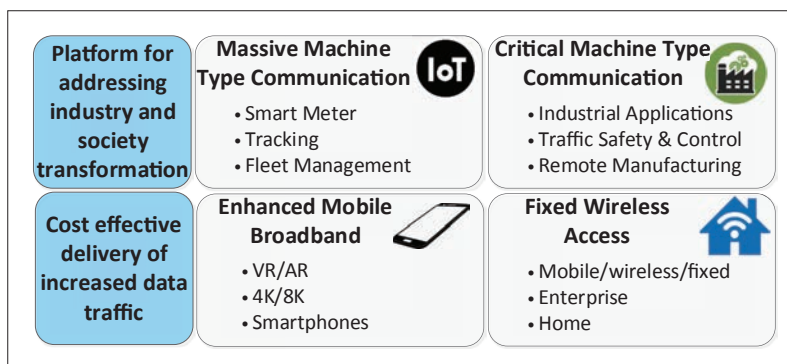 Platform for
addressing
industry and
society
transformation
Massive Machine
Type Communication
IoT
• Smart Meter
• Tracking
• Fleet Management
Critical Machine Type
Communication
• Industrial Applications
• Traffic Safety & Control
• Remote Manufacturing
Cost effective
delivery of
increased data
traffic
Enhanced Mobile
Broadband
• VR/AR
• 4K/8K
• Smartphones
Fixed Wireless
Access
• Mobile/wireless/fixed
• Enterprise
• Home